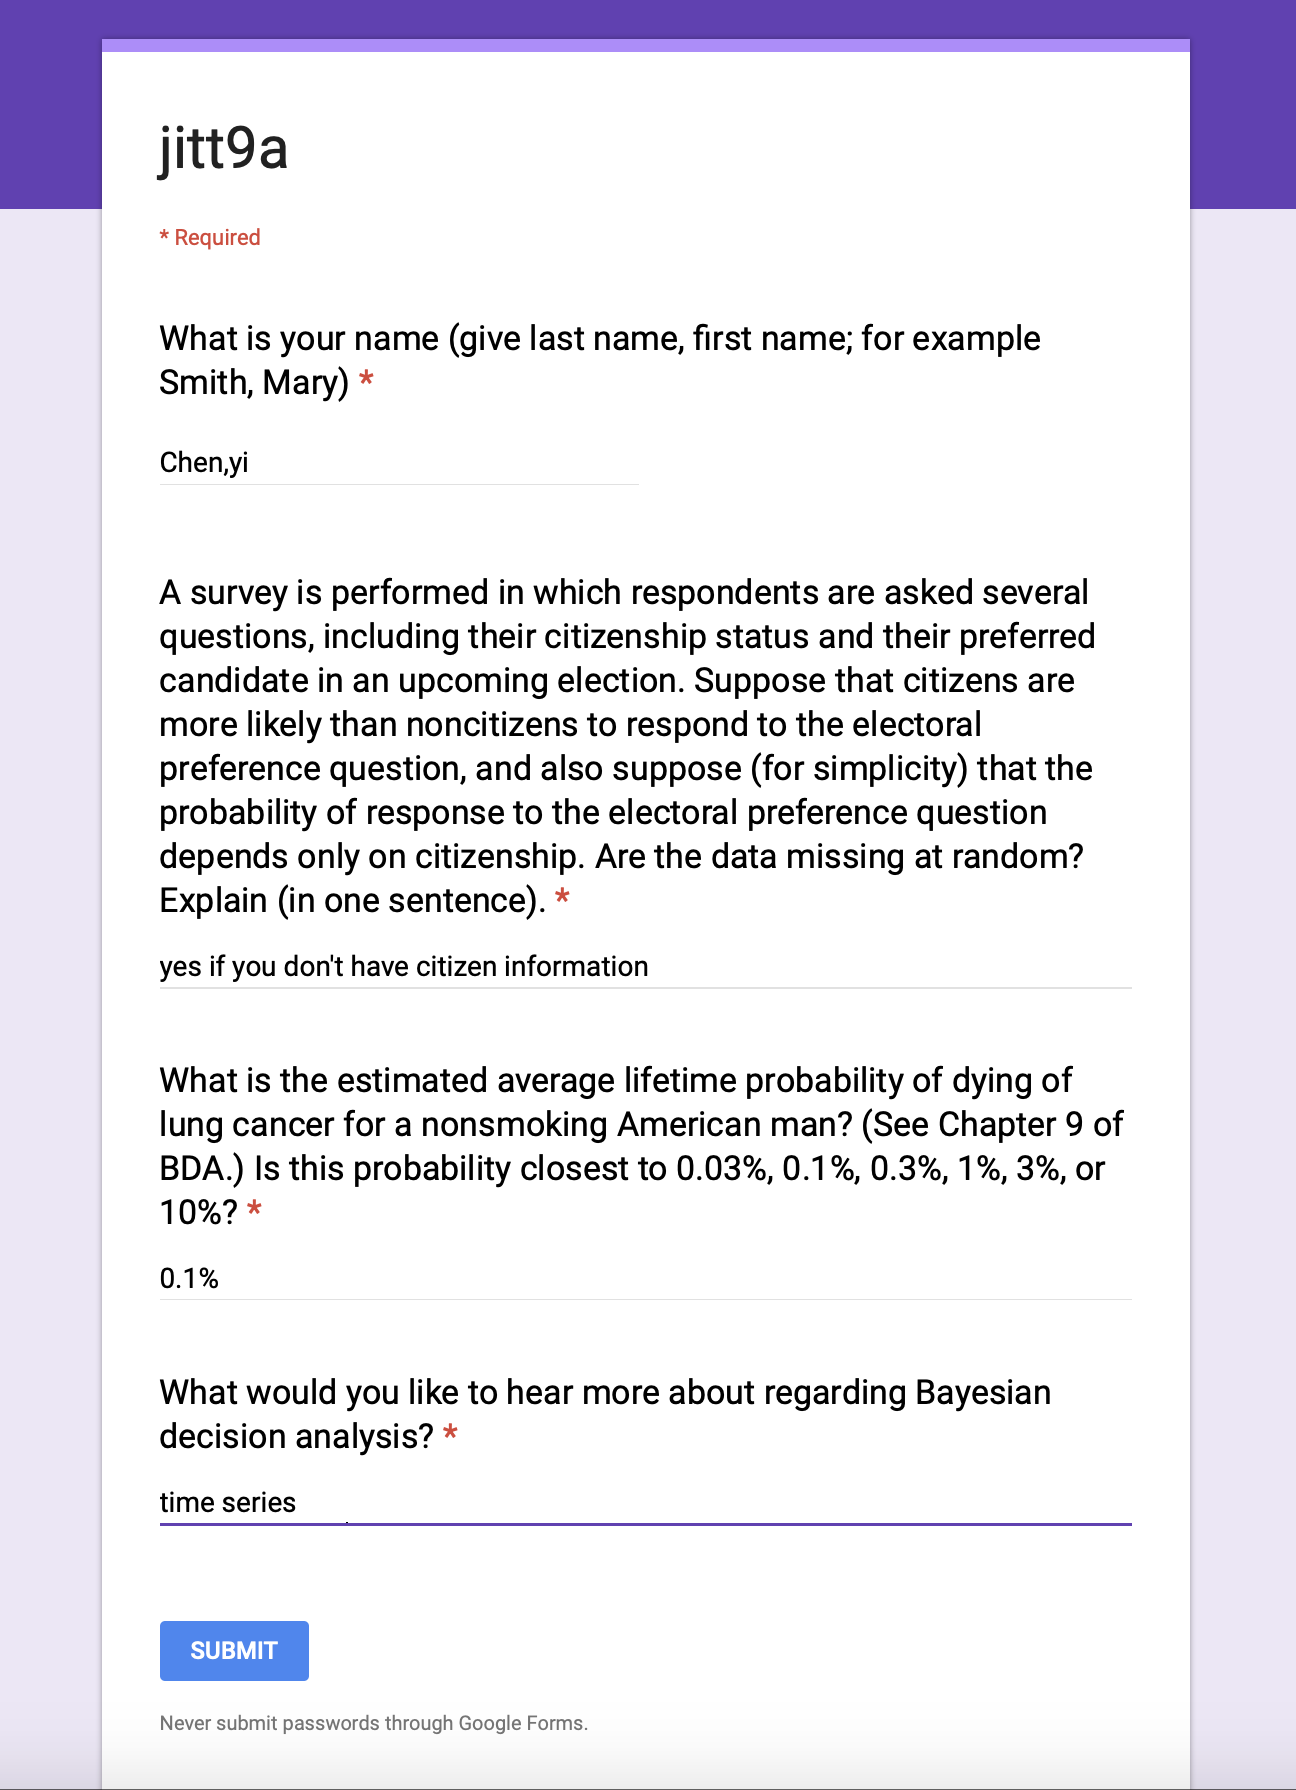 jitt9a
* Required
What is your name (give last name, first name; for example
Smith, Mary) *
Chen,yi
A survey is performed in which respondents are asked several
questions, including their citizenship status and their preferred
candidate in an upcoming election. Suppose that citizens are
more likely than noncitizens to respond to the electoral
preference question, and also suppose (for simplicity) that the
probability of response to the electoral preference question
depends only on citizenship. Are the data missing at random?
Explain (in one sentence). *
yes if you don't have citizen information
What is the estimated average lifetime probability of dying of
lung cancer for a nonsmoking American man? (See Chapter 9 of
BDA.) Is this probability closest to 0.03%, 0.1%, 0.3%, 1%, 3%, or
10%? *
0.1%
What would you like to hear more about regarding Bayesian
decision analysis? *
time series
SUBMIT
Never submit passwords through Google Forms.